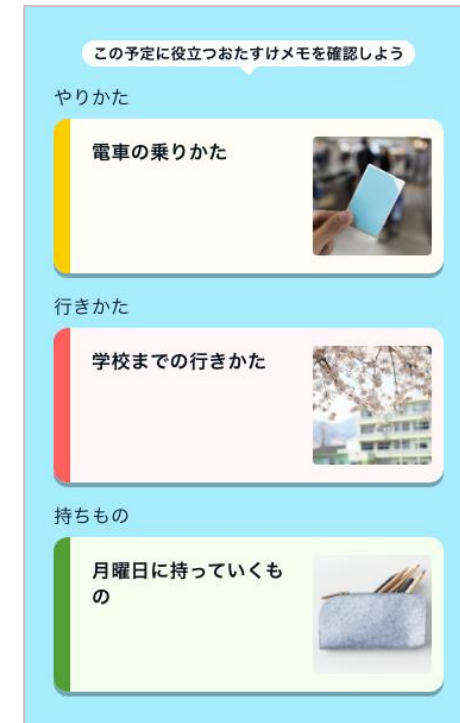 この予定に役立つおたすけメモを確認しよう
やりかた
電車の乗りかた
行きかた
学校までの行きかた
持ちもの
月曜日に持っていくも
の